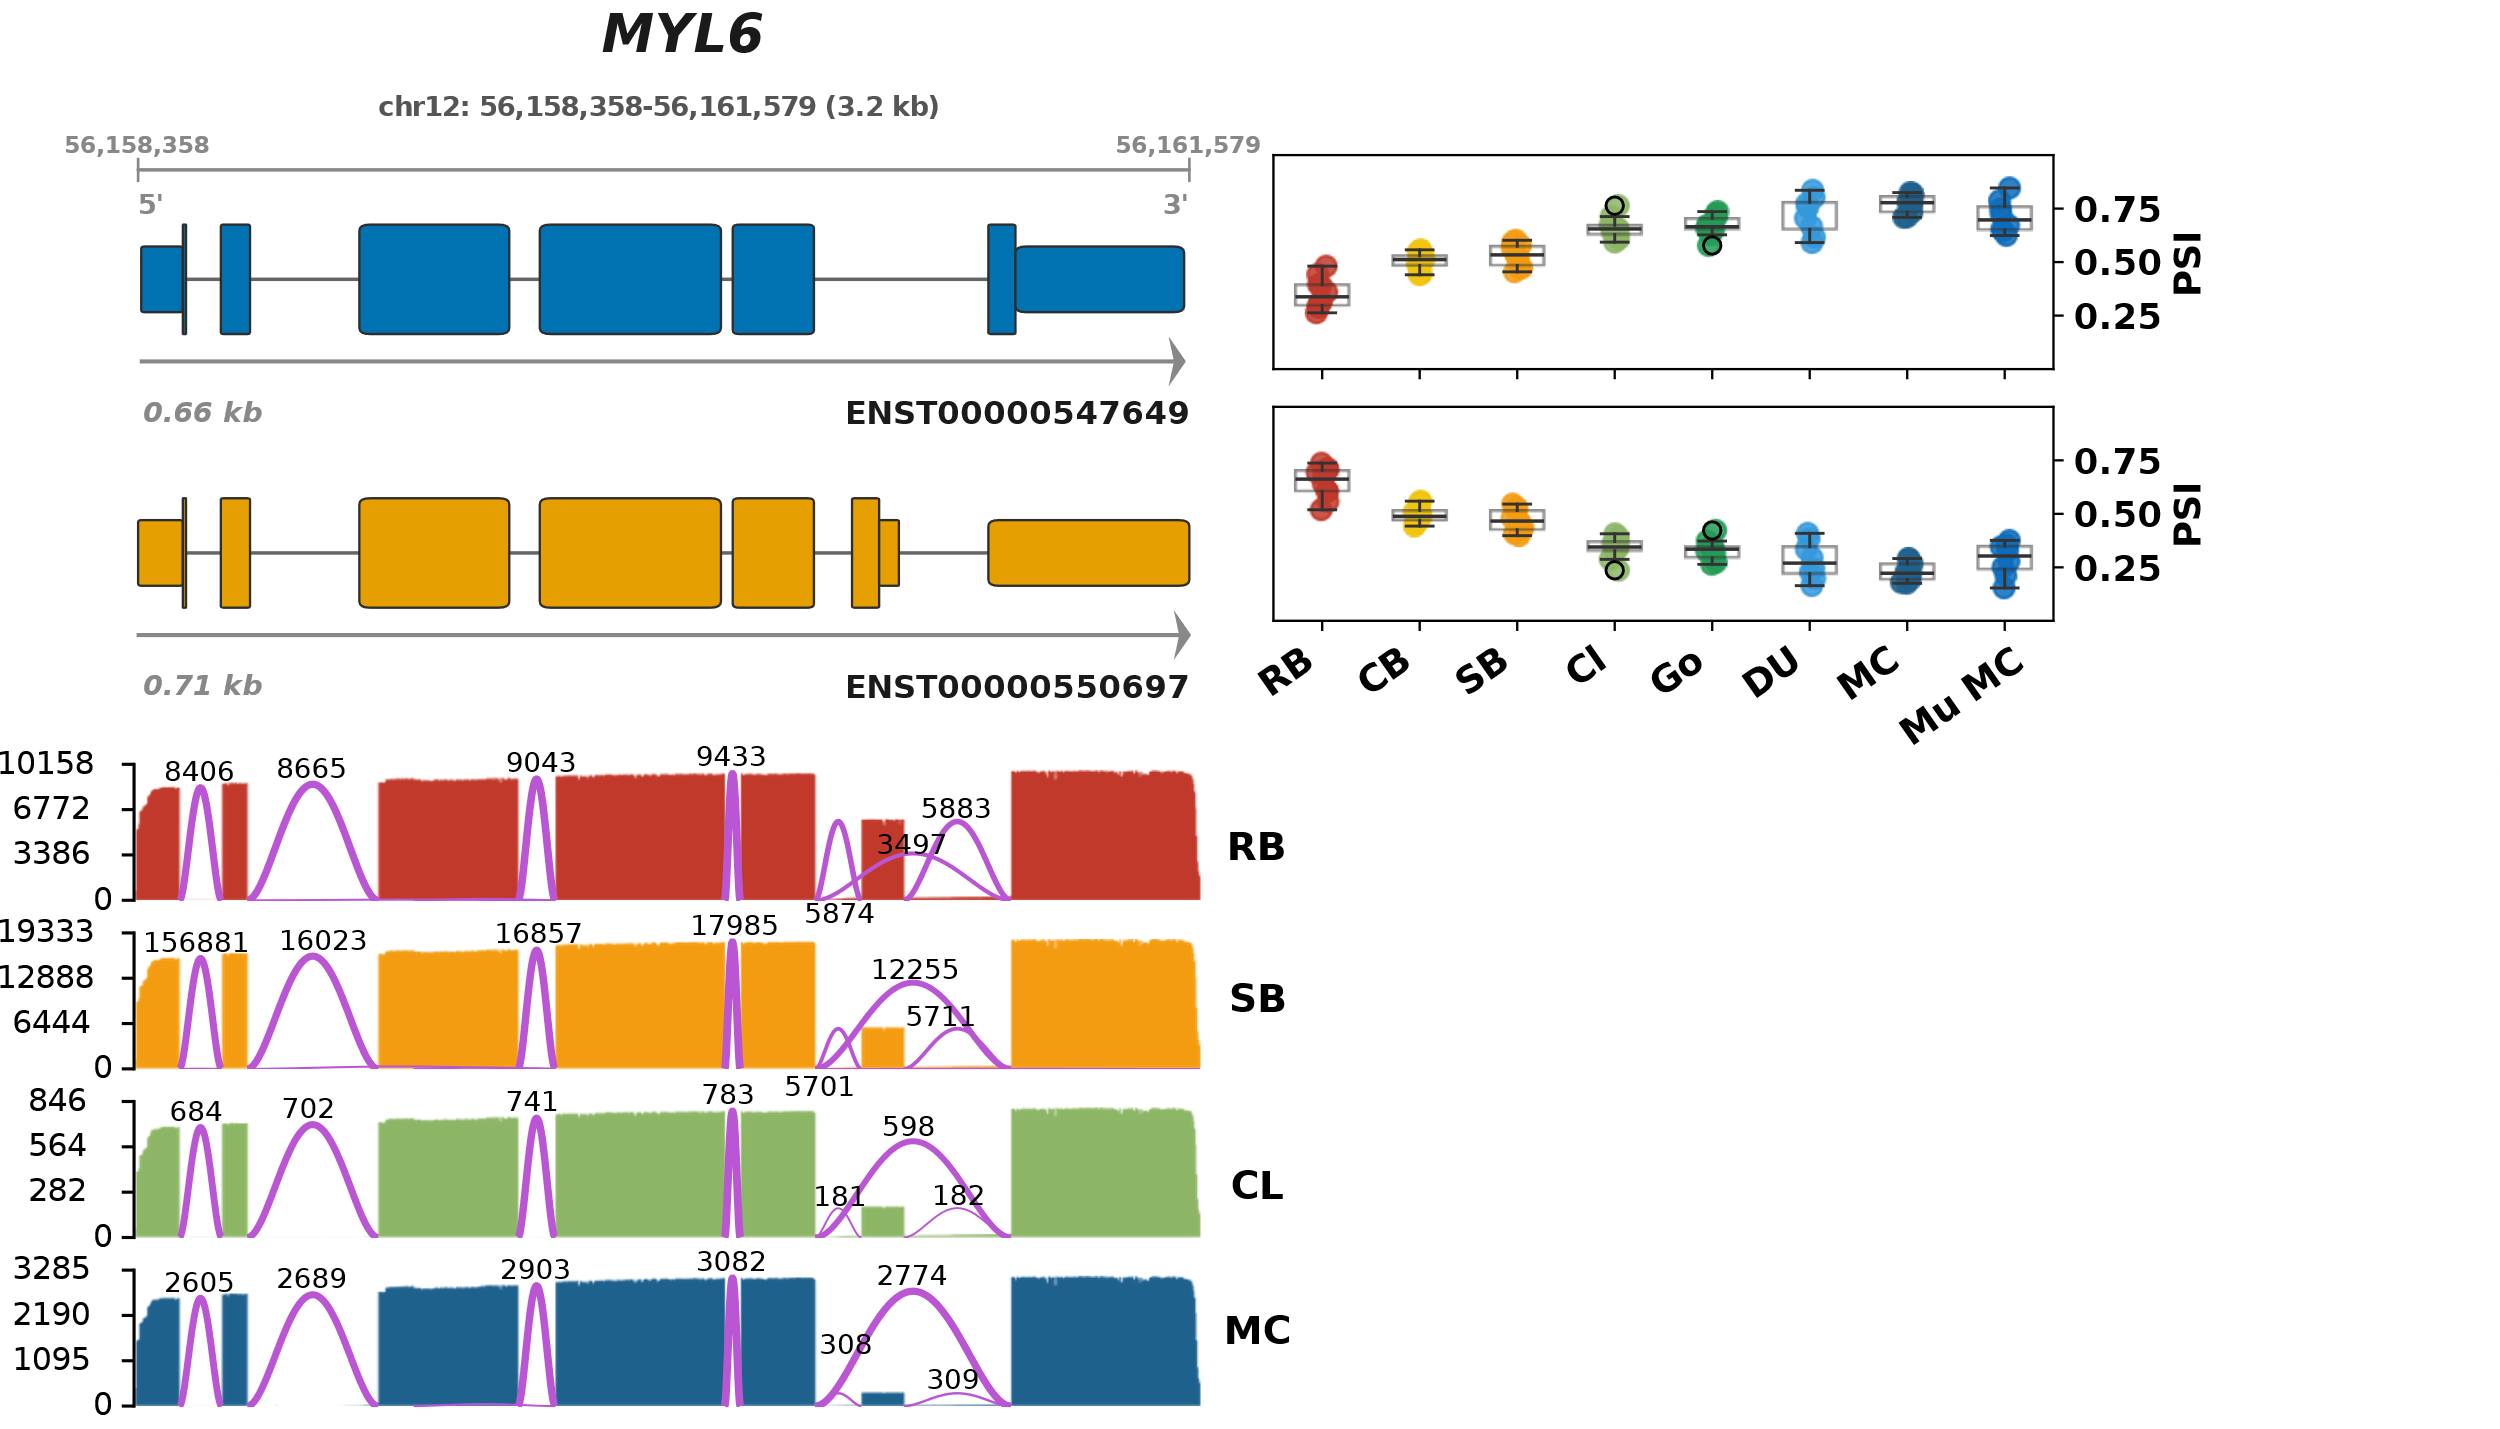 MYL6
chr12: 56,158,358-56,161,579 (3.2 kb)
56,158,358 56,161,579
5' 3'
0.66 kb ENST00000547649
0.71 kb ENST00000550697
0.75
0.50
0.25
PSI
0.75
0.50
0.25
PSI
RB CB SB Cl Go DU MC Mu MC
10158
6772
3386
0
8406 8665 9043 9433 5883
3497
5874
RB
19333
12888
6444
0
156881 16023 16857 17985 12255
5711
5701
SB
846
564
282
0
684 702 741 783 598
181 182
CL
3285
2190
1095
0
2605 2689 2903 3082 2774
308 309
MC